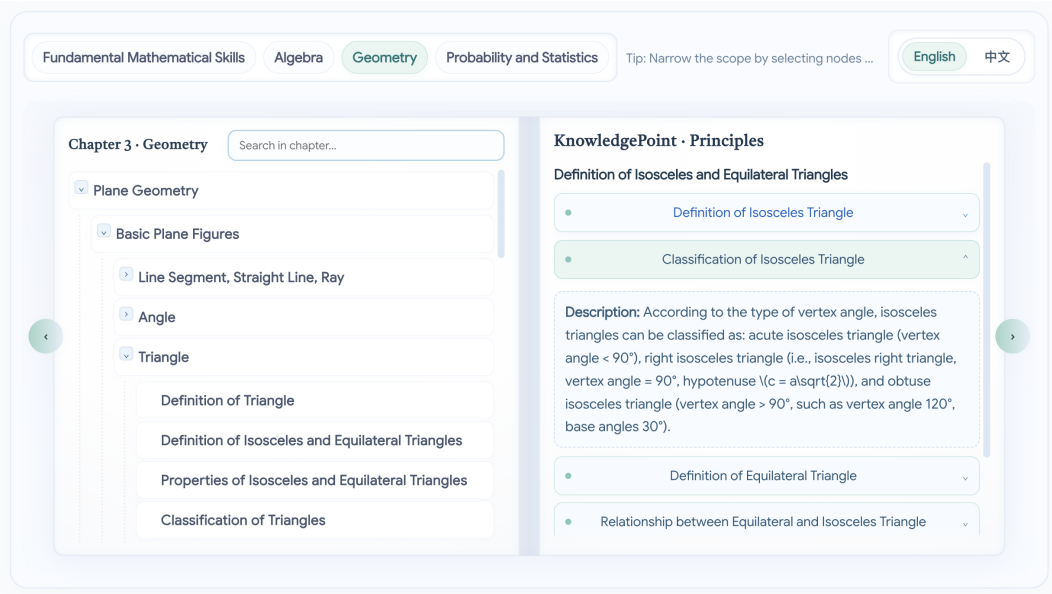 Fundamental Mathematical Skills
Algebra
Geometry
Probability and Statistics
Tip: Narrow the scope by selecting nodes ...
English
中文
Chapter 3 · Geometry
Search in chapter...
Plane Geometry
Basic Plane Figures
Line Segment, Straight Line, Ray
Angle
Triangle
Definition of Triangle
Definition of Isosceles and Equilateral Triangles
Properties of Isosceles and Equilateral Triangles
Classification of Triangles
KnowledgePoint · Principles
Definition of Isosceles and Equilateral Triangles
Definition of Isosceles Triangle
Classification of Isosceles Triangle
Description: According to the type of vertex angle, isosceles
triangles can be classified as: acute isosceles triangle (vertex
angle < 90°), right isosceles triangle (i.e., isosceles right triangle,
vertex angle = 90°, hypotenuse \(c = a\sqrt{2}\)), and obtuse
isosceles triangle (vertex angle > 90°, such as vertex angle 120°,
base angles 30°).
Definition of Equilateral Triangle
Relationship between Equilateral and Isosceles Triangle